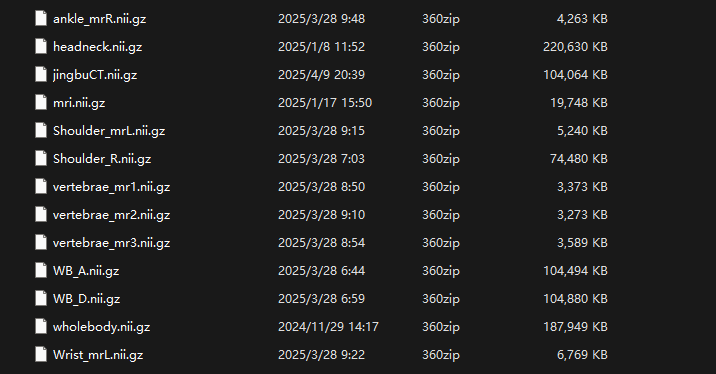 ankle_mrR.nii.gz 2025/3/28 9:48 360zip 4,263 KB
headneck.nii.gz 2025/1/8 11:52 360zip 220,630 KB
jingbuCT.nii.gz 2025/4/9 20:39 360zip 104,064 KB
mri.nii.gz 2025/1/17 15:50 360zip 19,748 KB
Shoulder_mrL.nii.gz 2025/3/28 9:15 360zip 5,240 KB
Shoulder_R.nii.gz 2025/3/28 7:03 360zip 74,480 KB
vertebrae_mr1.nii.gz 2025/3/28 8:50 360zip 3,373 KB
vertebrae_mr2.nii.gz 2025/3/28 9:10 360zip 3,273 KB
vertebrae_mr3.nii.gz 2025/3/28 8:54 360zip 3,589 KB
WB_A.nii.gz 2025/3/28 6:44 360zip 104,494 KB
WB_D.nii.gz 2025/3/28 6:59 360zip 104,880 KB
wholebody.nii.gz 2024/11/29 14:17 360zip 187,949 KB
Wrist_mrL.nii.gz 2025/3/28 9:22 360zip 6,769 KB